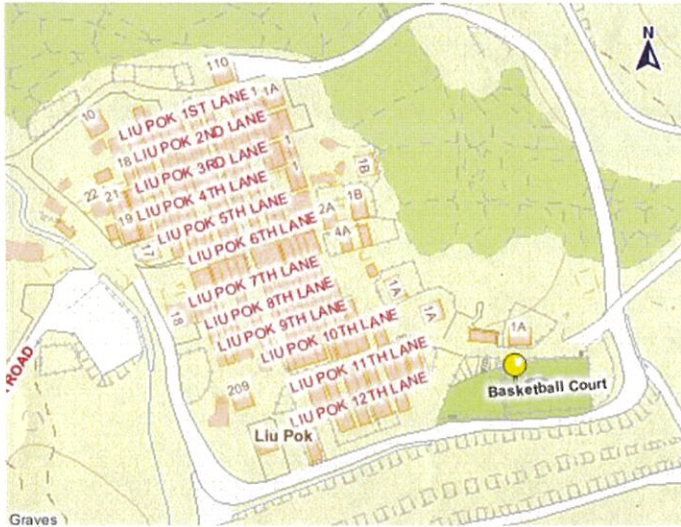 N
110
LIU POK 1ST LANE
1
1A
10
LIU POK 2ND LANE
18
1
LIU POK 3RD LANE
1
1B
22
21
LIU POK 4TH LANE
19
2A
1B
LIU POK 5TH LANE
4A
17
LIU POK 6TH LANE
LIU POK 7TH LANE
1A
LIU POK 8TH LANE
1A
18
LIU POK 9TH LANE
LIU POK 10TH LANE
1A
ROAD
LIU POK 11TH LANE
209
Basketball Court
LIU POK 12TH LANE
Liu Pok
Graves